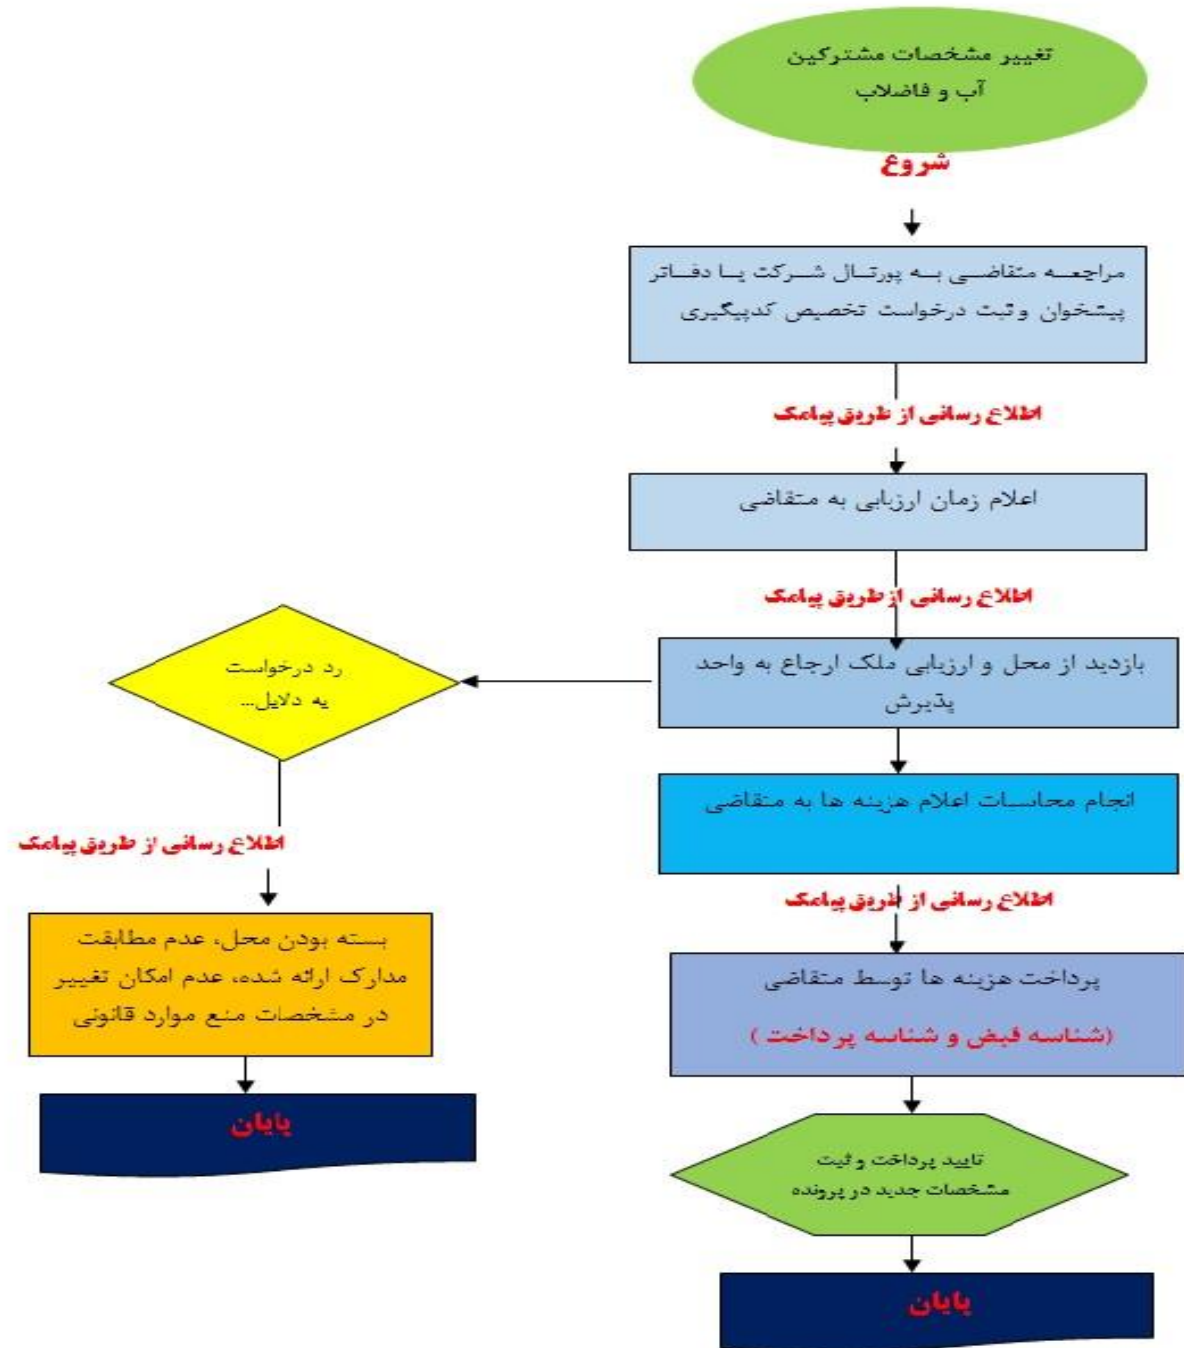 تغییر مشخصات مشترکین
آب و فاضلاب
شروع
مراجعه متقاضی به پورتال شرکت یا دفاتر
پیشخوان و ثبت درخواست تخصیص کدپیگیری
اطلاع رسانی از طریق پیامک
اعلام زمان ارزیابی به متقاضی
اطلاع رسانی ازطریق پیامک
بازدید از محل و ارزیابی ملک ارجاع به واحد
پذیرش
انجام محاسبات اعلام هزینه ها به متقاضی
اطلاع رسانی از طریق پیامک
پرداخت هزینه ها توسط متقاضی
(شناسه قبض و شناسه پرداخت )
تایید پرداخت و ثبت
مشخصات جدید در پرونده
پایان
رد درخواست
به دلایل...
اطلاع رسانی از طریق پیامک
بسته بودن محل، عدم مطابقت
مدارک ارائه شده، عدم امکان تغییر
در مشخصات منع موارد قانونی
پایان